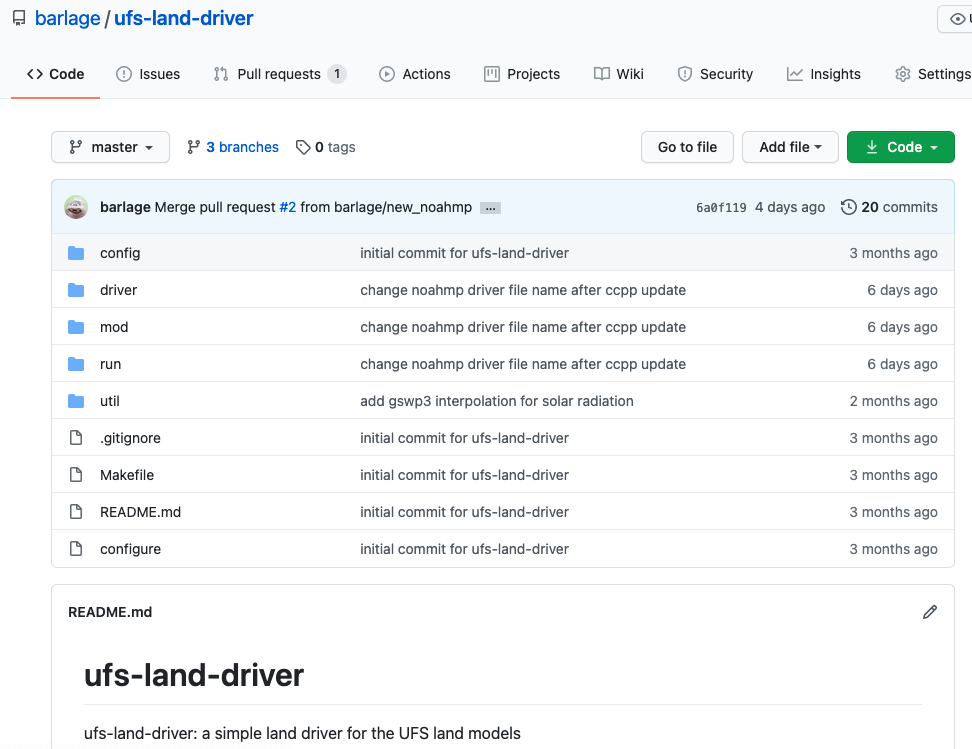 barlage / ufs-land-driver
Code Issues Pull requests 1 Actions Projects Wiki Security Insights Settings
master 3 branches 0 tags Go to file Add file Code
barlage Merge pull request #2 from barlage/new_noahmp ... 6a0f119 4 days ago 20 commits
config initial commit for ufs-land-driver 3 months ago
driver change noahmp driver file name after ccpp update 6 days ago
mod change noahmp driver file name after ccpp update 6 days ago
run change noahmp driver file name after ccpp update 6 days ago
util add gswp3 interpolation for solar radiation 2 months ago
.gitignore initial commit for ufs-land-driver 3 months ago
Makefile initial commit for ufs-land-driver 3 months ago
README.md initial commit for ufs-land-driver 3 months ago
configure initial commit for ufs-land-driver 3 months ago
README.md
ufs-land-driver
ufs-land-driver: a simple land driver for the UFS land models